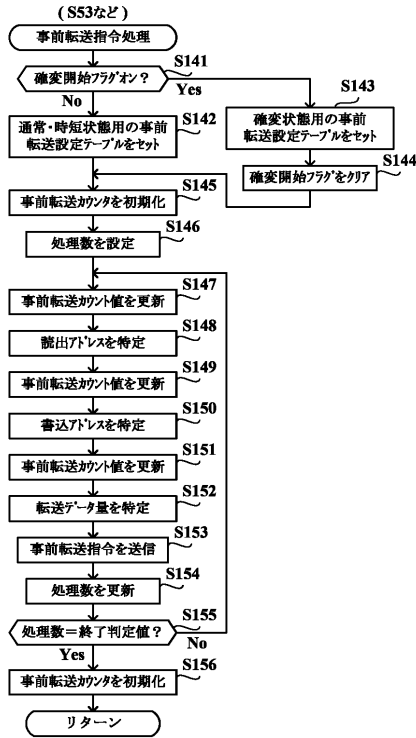 (S53など)
事前転送指令処理
S141
確変開始フラグオン?
No
Yes
S142
通常・時短状態用の事前
転送設定テーブルをセット
S143
確変状態用の事前
転送設定テーブルをセット
S144
確変開始フラグをクリア
S145
事前転送カウンタを初期化
S146
処理数を設定
S147
事前転送カウント値を更新
S148
読出アドレスを特定
S149
事前転送カウント値を更新
S150
書込アドレスを特定
S151
事前転送カウント値を更新
S152
転送データ量を特定
S153
事前転送指令を送信
S154
処理数を更新
S155
処理数=終了判定値?
No
Yes
S156
事前転送カウンタを初期化
リターン